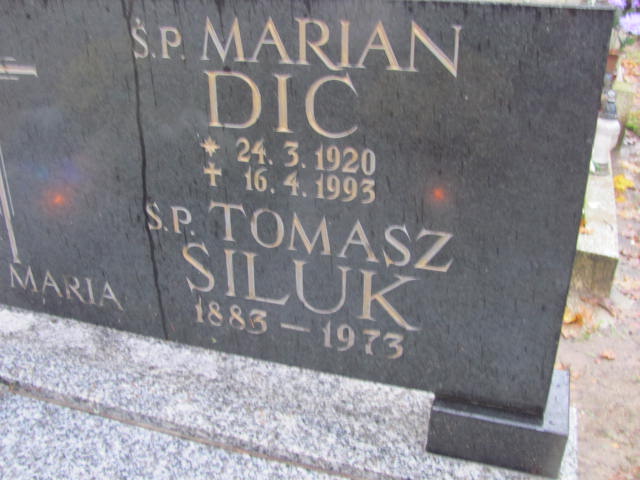 Ś.P. MARIAN
DIC
* 24. 3. 1920
† 16. 4. 1993
Ś.P. TOMASZ
SILUK
1883 – 1973
MARIA